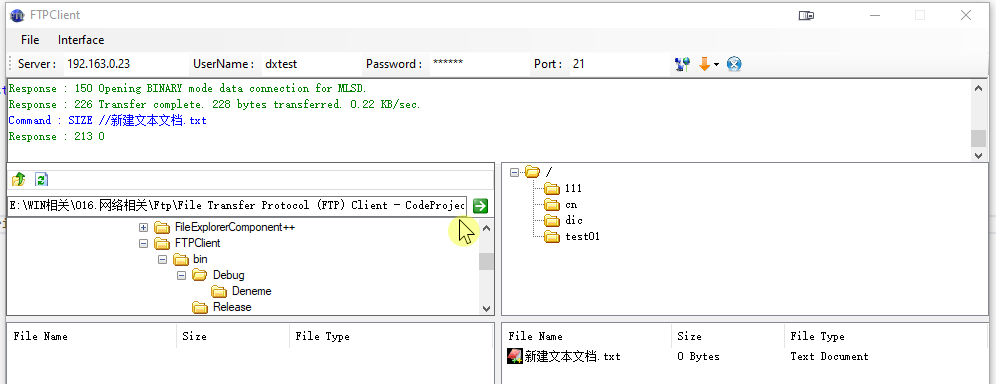 FTPClient
File Interface
Server: 192.163.0.23 UserName: dxtest Password: ****** Port: 21
Response : 150 Opening BINARY mode data connection for MLSD.
Response : 226 Transfer complete. 228 bytes transferred. 0.22 KB/sec.
Command : SIZE //新建文本文档.txt
Response : 213 0
E:\WIN相关\016.网络相关\Ftp\File Transfer Protocol (FTP) Client - CodeProjec
FileExplorerComponent++
FTPClient
bin
Debug
Deneme
Release
/
111
cn
dic
test01
File Name Size File Type
File Name Size File Type
新建文本文档.txt 0 Bytes Text Document